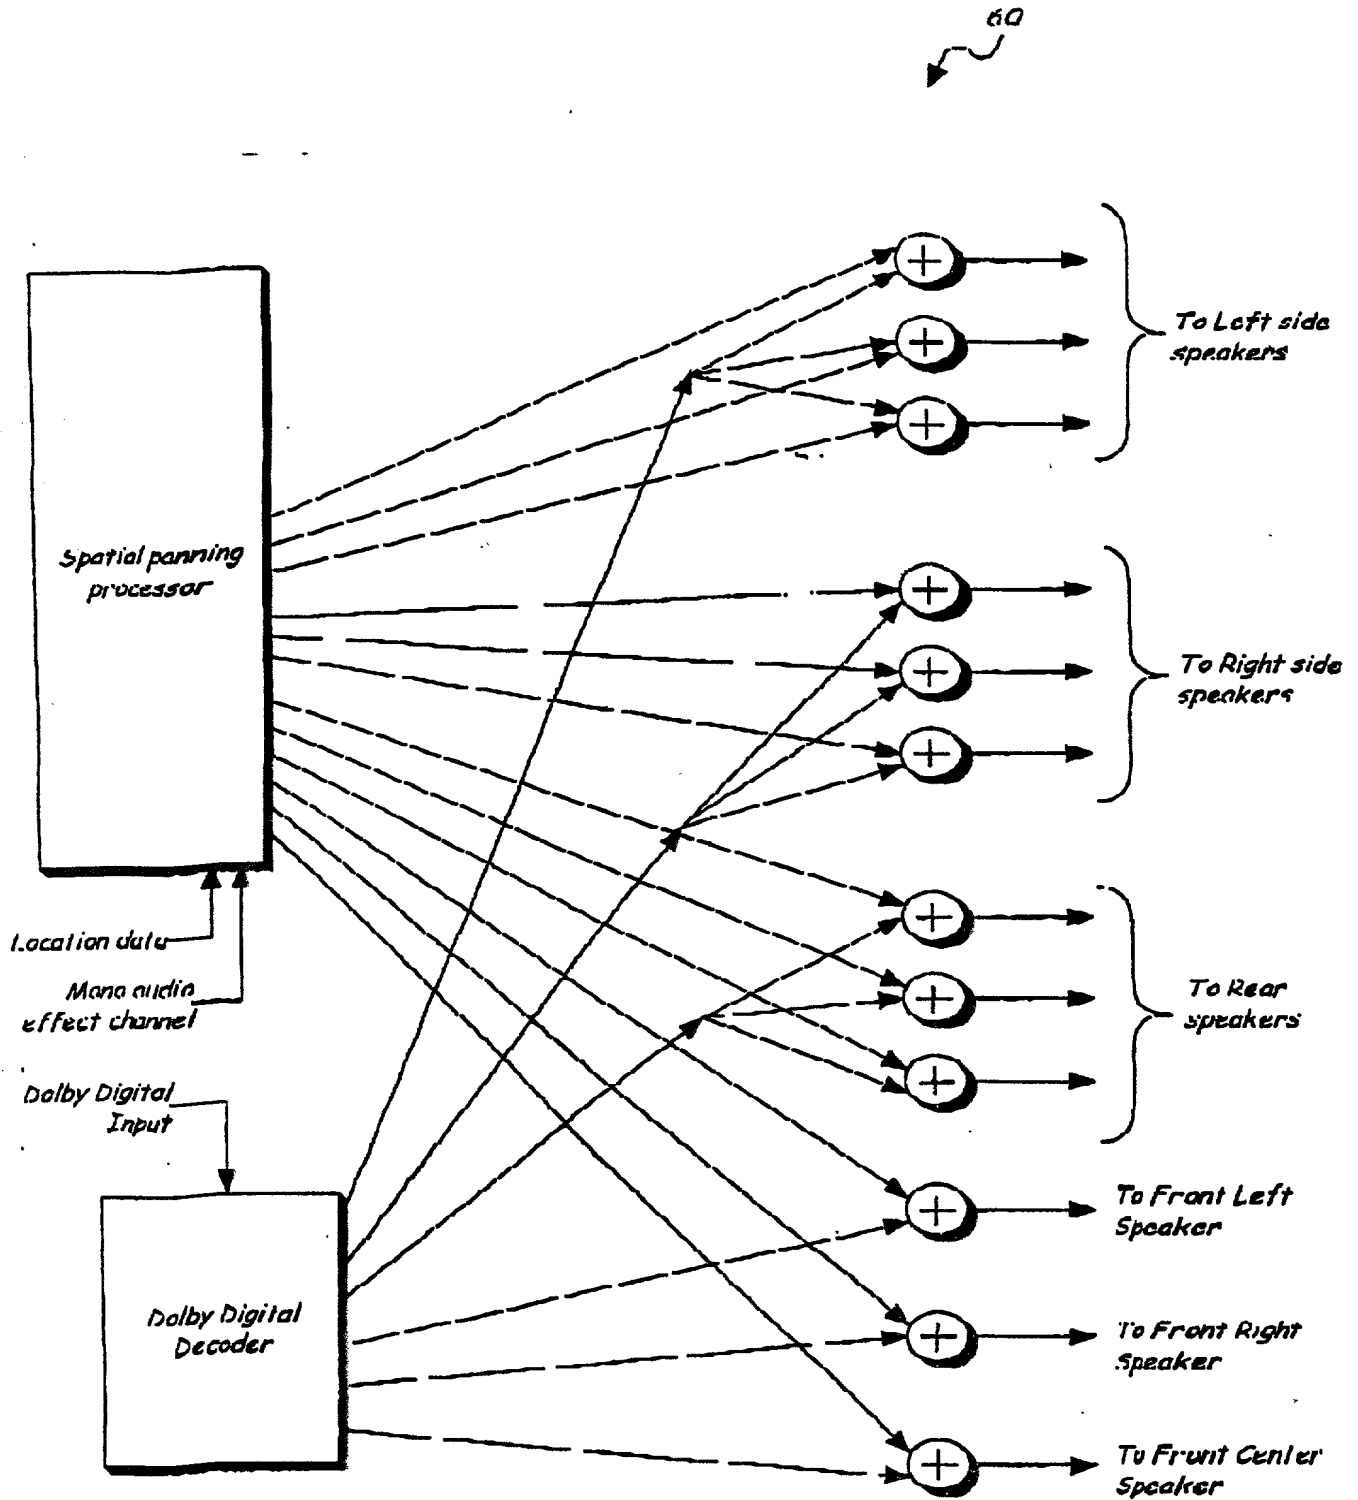 60
To Left side
speakers
Spatial panning
processor
To Right side
speakers
Location data
Mono audio
effect channel
To Rear
speakers
Dolby Digital
Input
To Front Left
Speaker
Dolby Digital
Decoder
To Front Right
Speaker
To Front Center
Speaker